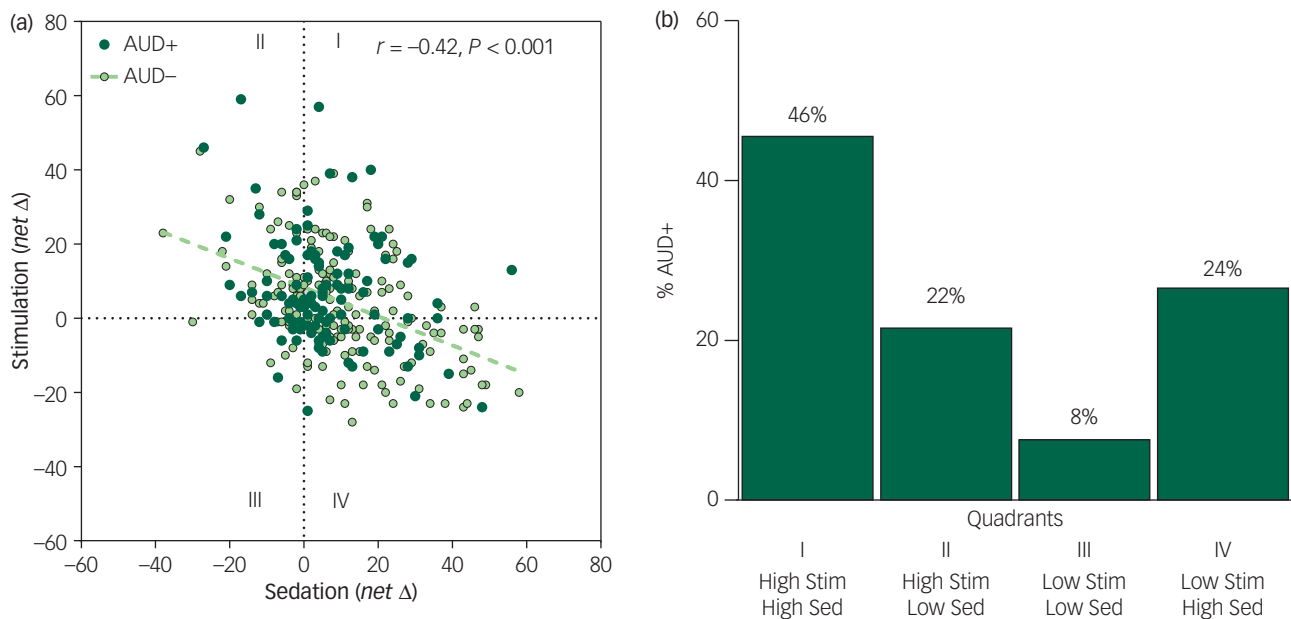 (a)
80
60
40
20
0
−20
−40
−60
Stimulation (net Δ)
II
I
r = −0.42, P < 0.001
AUD+
AUD−
III
IV
−60
−40
−20
0
20
40
60
80
Sedation (net Δ)
(b)
60
40
20
0
% AUD+
46%
22%
8%
24%
Quadrants
I
High Stim
High Sed
II
High Stim
Low Sed
III
Low Stim
Low Sed
IV
Low Stim
High Sed